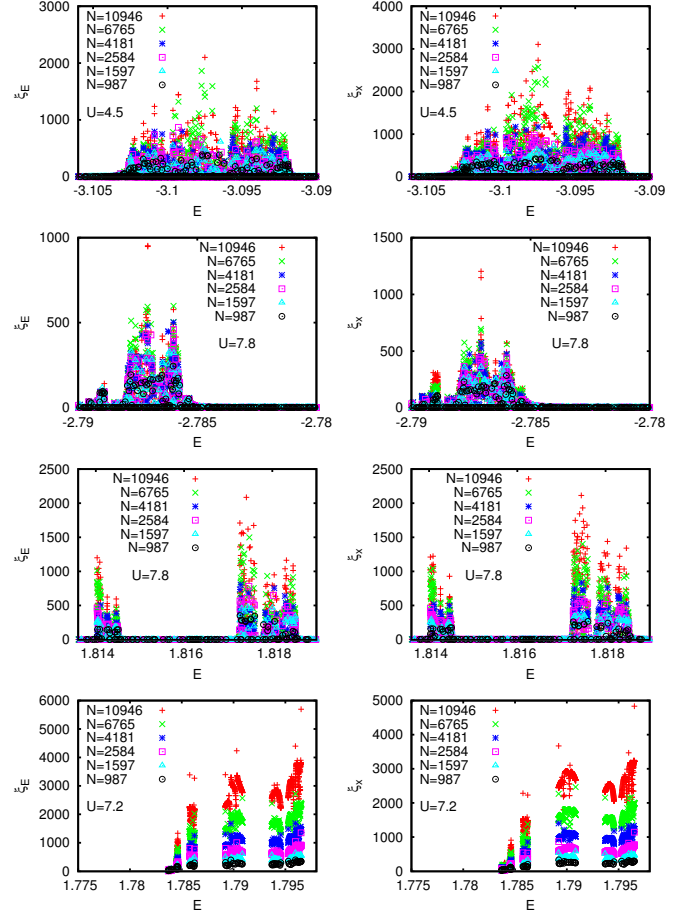 3000
2000
1000
0
ξE
N=10946
N=6765
N=4181
N=2584
N=1597
N=987
U=4.5
-3.105 -3.1 -3.095 -3.09
E
4000
3000
2000
1000
0
ξx
N=10946
N=6765
N=4181
N=2584
N=1597
N=987
U=4.5
-3.105 -3.1 -3.095 -3.09
E
1000
500
0
ξE
N=10946
N=6765
N=4181
N=2584
N=1597
N=987
U=7.8
-2.79 -2.785 -2.78
E
1500
1000
500
0
ξx
N=10946
N=6765
N=4181
N=2584
N=1597
N=987
U=7.8
-2.79 -2.785 -2.78
E
2500
2000
1500
1000
500
0
ξE
N=10946
N=6765
N=4181
N=2584
N=1597
N=987
U=7.8
1.814 1.816 1.818
E
2500
2000
1500
1000
500
0
ξx
N=10946
N=6765
N=4181
N=2584
N=1597
N=987
U=7.8
1.814 1.816 1.818
E
6000
5000
4000
3000
2000
1000
0
ξE
N=10946
N=6765
N=4181
N=2584
N=1597
N=987
U=7.2
1.775 1.78 1.785 1.79 1.795
E
5000
4000
3000
2000
1000
0
ξx
N=10946
N=6765
N=4181
N=2584
N=1597
N=987
U=7.2
1.775 1.78 1.785 1.79 1.795
E